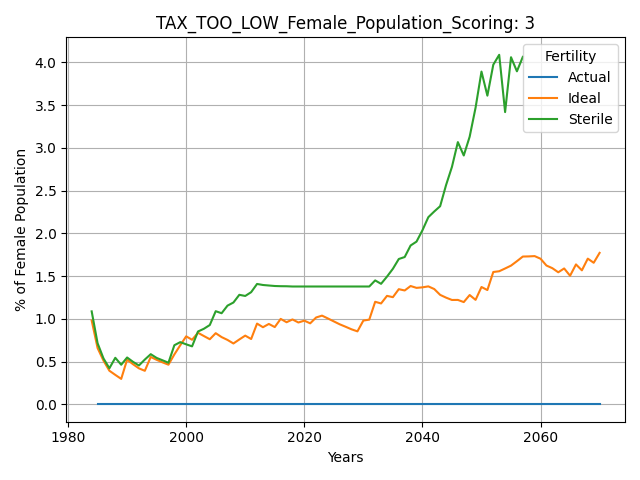 TAX_TOO_LOW_Female_Population_Scoring: 3
% of Female Population
4.0
3.5
3.0
2.5
2.0
1.5
1.0
0.5
0.0
Fertility
Actual
Ideal
Sterile
1980
2000
2020
2040
2060
Years